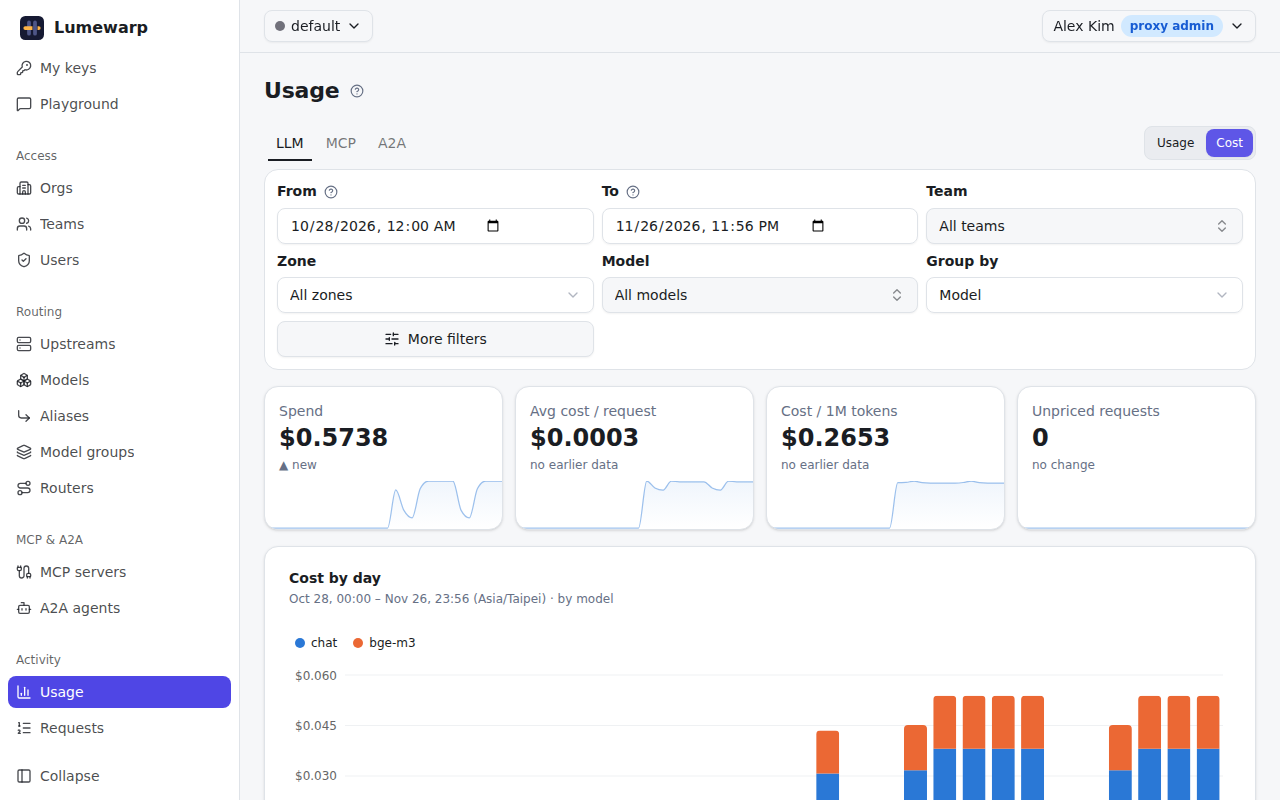 Lumewarp
My keys
Playground
Access
Orgs
Teams
Users
Routing
Upstreams
Models
Aliases
Model groups
Routers
MCP & A2A
MCP servers
A2A agents
Activity
Usage
Requests
Collapse
default
Alex Kim proxy admin
Usage
LLM MCP A2A
Usage Cost
From To Team
10/28/2026, 12:00 AM 11/26/2026, 11:56 PM All teams
Zone Model Group by
All zones All models Model
More filters
Spend
$0.5738
▲ new
Avg cost / request
$0.0003
no earlier data
Cost / 1M tokens
$0.2653
no earlier data
Unpriced requests
0
no change
Cost by day
Oct 28, 00:00 – Nov 26, 23:56 (Asia/Taipei) · by model
chat bge-m3
$0.060
$0.045
$0.030